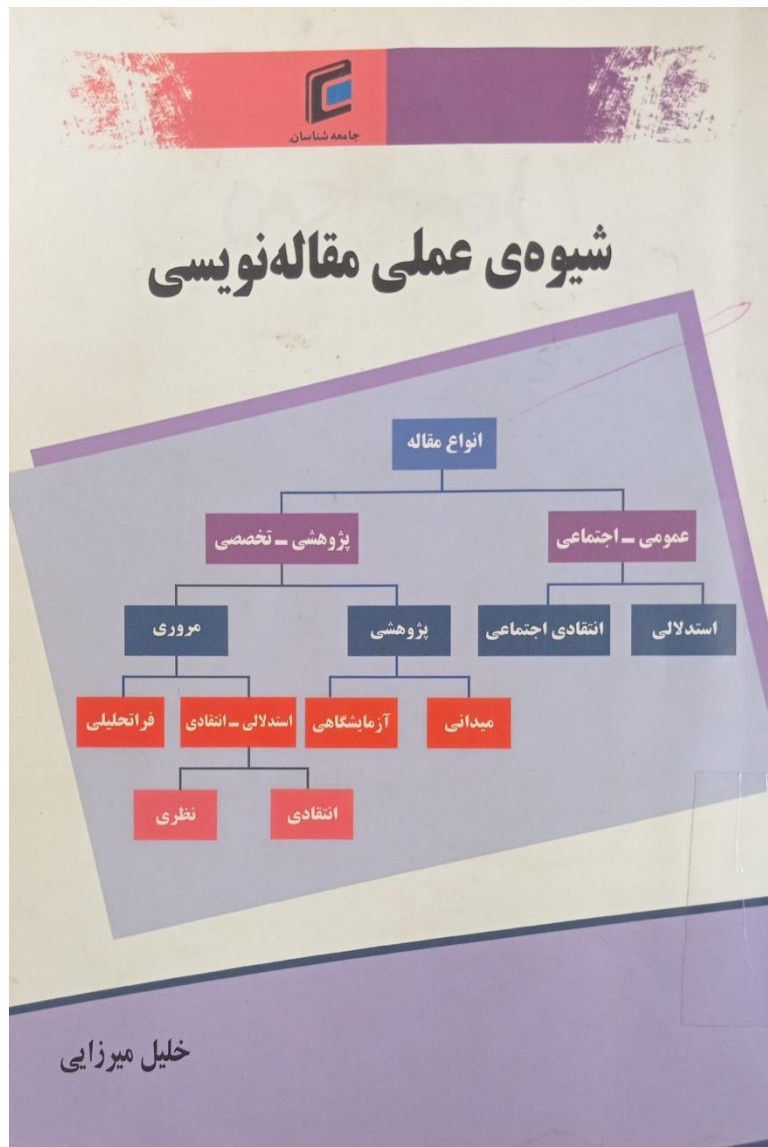 جامعه شناسان
شیوه‌ی عملی مقاله‌نویسی
انواع مقاله
عمومی ـ اجتماعی
پژوهشی ـ تخصصی
استدلالی
انتقادی اجتماعی
پژوهشی
مروری
میدانی
آزمایشگاهی
استدلالی ـ انتقادی
فراتحلیلی
انتقادی
نظری
خلیل میرزایی